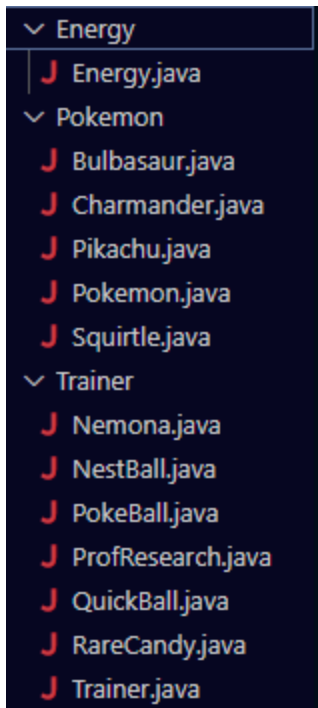 Energy
J Energy.java
Pokemon
J Bulbasaur.java
J Charmander.java
J Pikachu.java
J Pokemon.java
J Squirtle.java
Trainer
J Nemona.java
J NestBall.java
J PokeBall.java
J ProfResearch.java
J QuickBall.java
J RareCandy.java
J Trainer.java